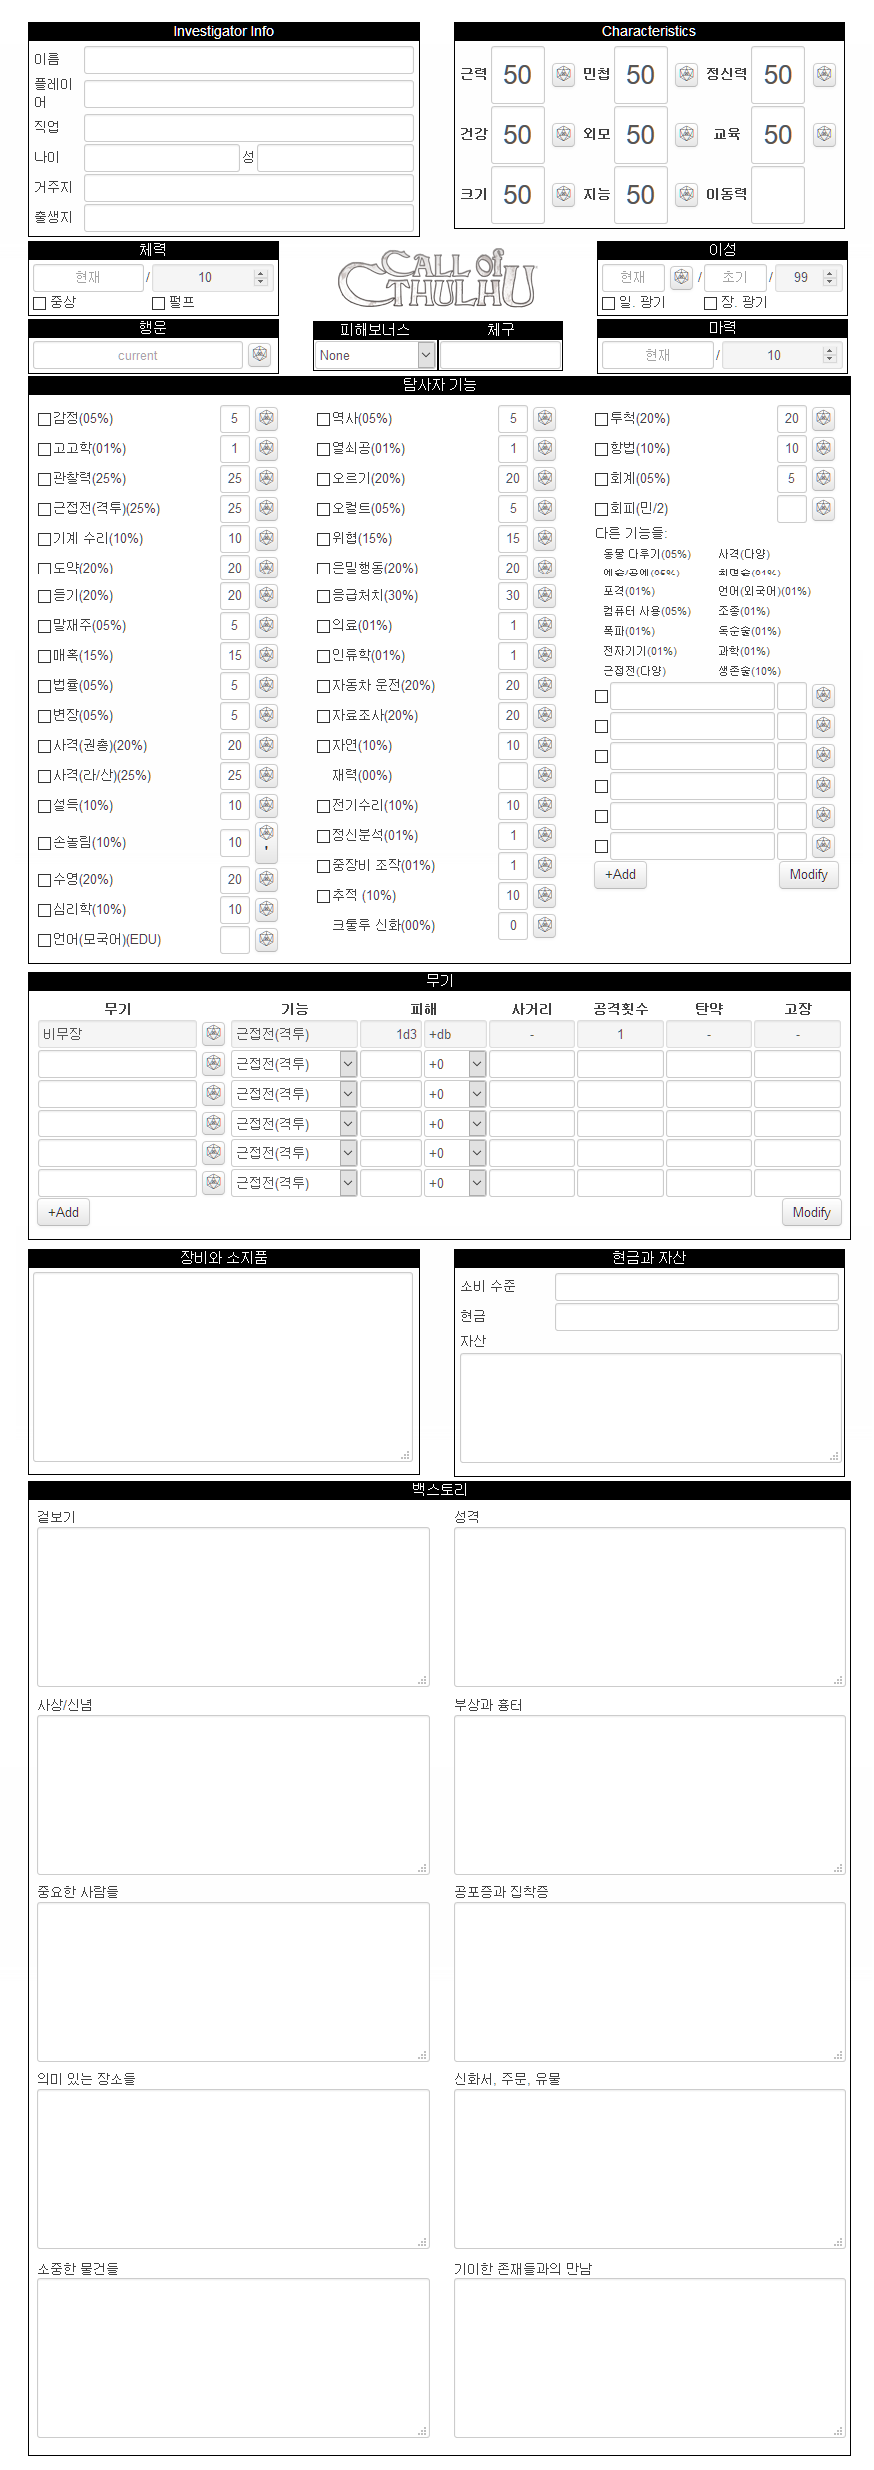 Investigator Info
이름
플레이어
직업
나이 성
거주지
출생지
Characteristics
근력 50 민첩 50 정신력 50
건강 50 외모 50 교육 50
크기 50 지능 50 이동력
체력
현재 / 10
중상 펄프
CALL of CTHULHU
이성
현재 / 초기 / 99
일. 광기 장. 광기
행운
current
피해보너스 체구
None
마력
현재 / 10
탐사자 기능
감정(05%) 5
고고학(01%) 1
관찰력(25%) 25
근접전(격투)(25%) 25
기계 수리(10%) 10
도약(20%) 20
듣기(20%) 20
말재주(05%) 5
매혹(15%) 15
법률(05%) 5
변장(05%) 5
사격(권총)(20%) 20
사격(라/산)(25%) 25
설득(10%) 10
손놀림(10%) 10 '
수영(20%) 20
심리학(10%) 10
언어(모국어)(EDU)
역사(05%) 5
열쇠공(01%) 1
오르기(20%) 20
오컬트(05%) 5
위협(15%) 15
은밀행동(20%) 20
응급처치(30%) 30
의료(01%) 1
인류학(01%) 1
자동차 운전(20%) 20
자료조사(20%) 20
자연(10%) 10
재력(00%)
전기수리(10%) 10
정신분석(01%) 1
중장비 조작(01%) 1
추적 (10%) 10
크툴루 신화(00%) 0
투척(20%) 20
항법(10%) 10
회계(05%) 5
회피(민/2)
다른 기능들:
동물 다루기(05%) 사격(다양)
예술/공예(05%) 최면술(01%)
포격(01%) 언어(외국어)(01%)
컴퓨터 사용(05%) 조종(01%)
폭파(01%) 독순술(01%)
전자기기(01%) 과학(01%)
근접전(다양) 생존술(10%)
+Add Modify
무기
무기 기능 피해 사거리 공격횟수 탄약 고장
비무장 근접전(격투) 1d3 +db - 1 - -
근접전(격투) +0
근접전(격투) +0
근접전(격투) +0
근접전(격투) +0
근접전(격투) +0
+Add Modify
장비와 소지품
현금과 자산
소비 수준
현금
자산
백스토리
겉보기 성격
사상/신념 부상과 흉터
중요한 사람들 공포증과 집착증
의미 있는 장소들 신화서, 주문, 유물
소중한 물건들 기이한 존재들과의 만남